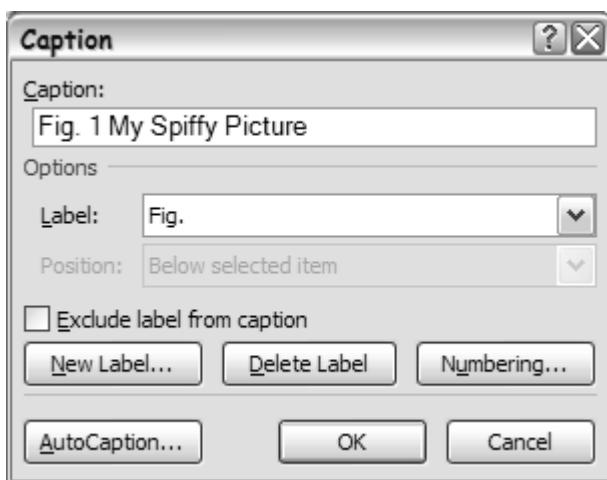 Caption
Caption:
Fig. 1 My Spiffy Picture
Options
Label: Fig.
Position: Below selected item
Exclude label from caption
New Label... Delete Label Numbering...
AutoCaption... OK Cancel